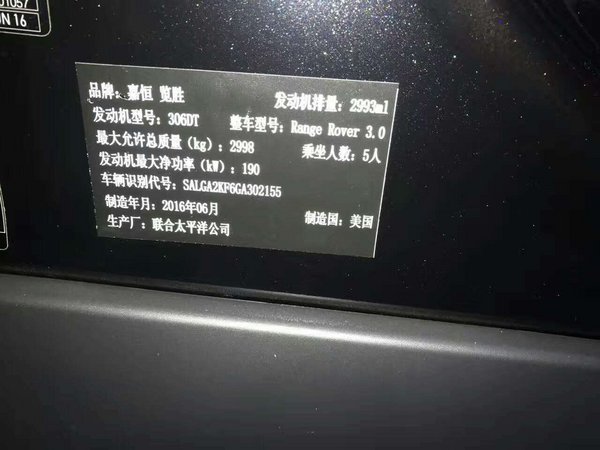 01057
ON 16
品牌: 嘉恒 览胜 发动机排量: 2993ml
发动机型号: 306DT 整车型号: Range Rover 3.0
最大允许总质量 (kg): 2998 乘坐人数: 5人
发动机最大净功率 (kW): 190
车辆识别代号: SALGA2KF6GA302155
制造年月: 2016年06月 制造国: 美国
生产厂: 联合太平洋公司